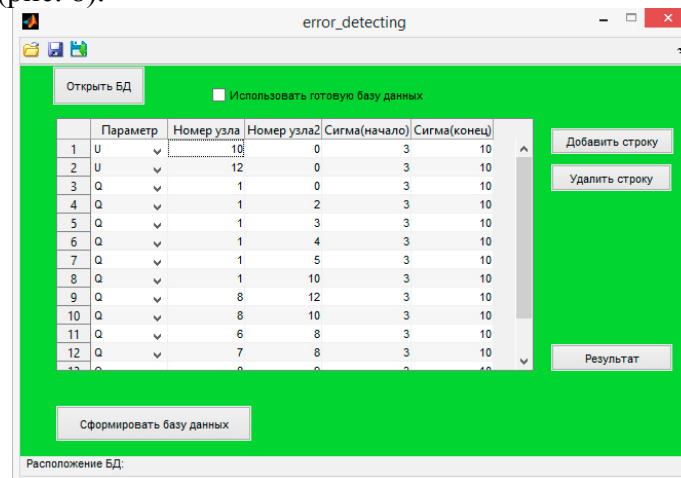 (рис. 6).
error_detecting
Открыть БД
Использовать готовую базу данных
Параметр Номер узла Номер узла2 Сигма(начало) Сигма(конец)
1 U 10 0 3 10
2 U 12 0 3 10
3 Q 1 0 3 10
4 Q 1 2 3 10
5 Q 1 3 3 10
6 Q 1 4 3 10
7 Q 1 5 3 10
8 Q 1 10 3 10
9 Q 8 12 3 10
10 Q 8 10 3 10
11 Q 6 8 3 10
12 Q 7 8 3 10
Добавить строку
Удалить строку
Результат
Сформировать базу данных
Расположение БД: